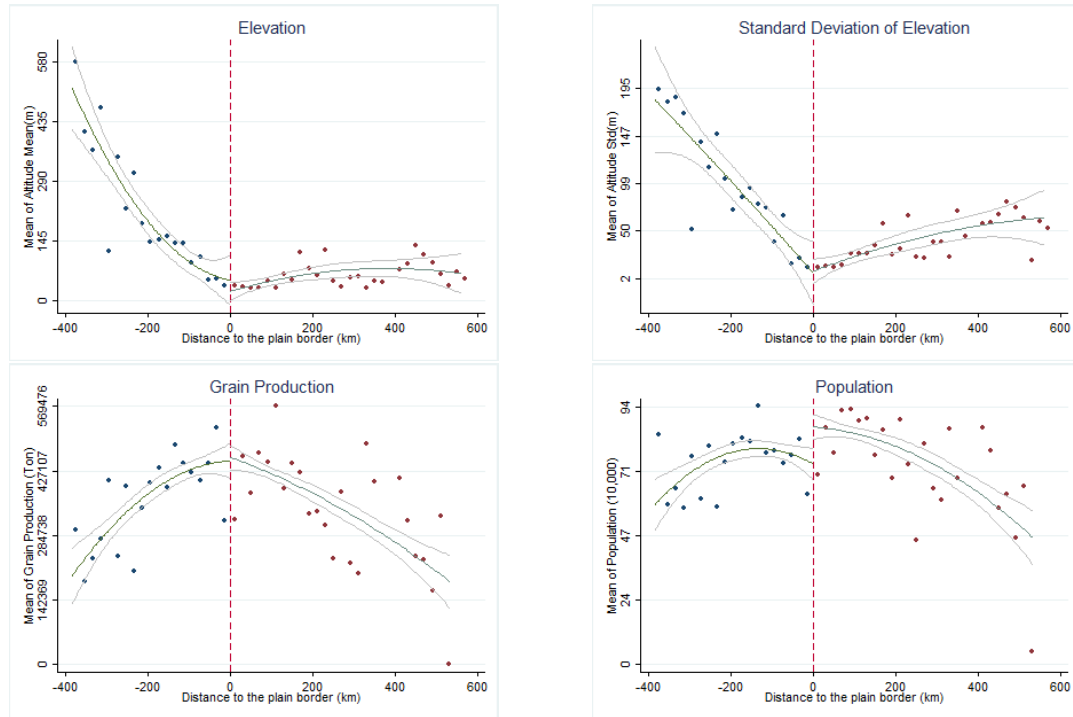 Elevation
Mean of Altitude Mean(m)
580
435
290
145
0
-400 -200 0 200 400 600
Distance to the plain border (km)
Standard Deviation of Elevation
Mean of Altitude Std(m)
195
147
99
50
2
-400 -200 0 200 400 600
Distance to the plain border (km)
Grain Production
Mean of Grain Production (Ton)
569476
427107
284738
142369
0
-400 -200 0 200 400 600
Distance to the plain border (km)
Population
Mean of Population (10,000)
94
71
47
24
0
-400 -200 0 200 400 600
Distance to the plain border (km)